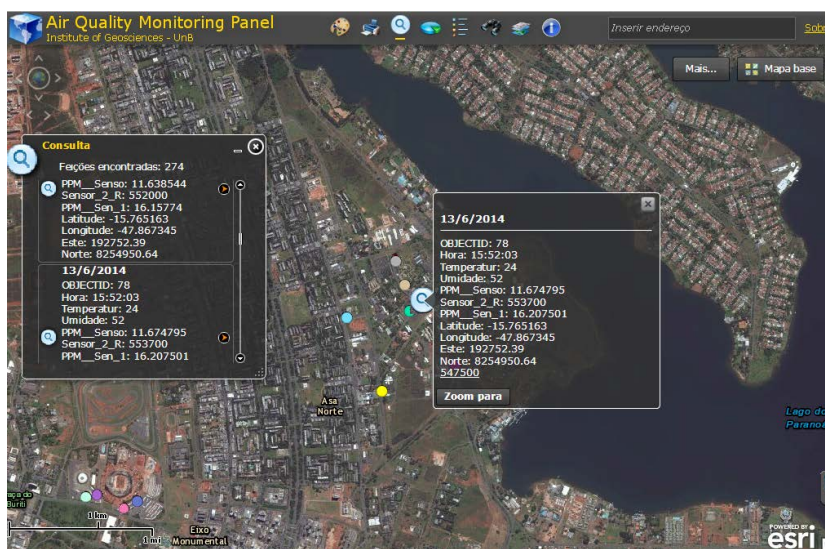 Air Quality Monitoring Panel
Institute of Geosciences - UnB
Inserir endereço
Mais...
Mapa base
Consulta
Feições encontradas: 274
PPM__Senso: 11.638544
Sensor_2_R: 552000
PPM__Sen_1: 16.15774
Latitude: -15.765163
Longitude: -47.867345
Este: 192752.39
Norte: 8254950.64
13/6/2014
OBJECTID: 78
Hora: 15:52:03
Temperatur: 24
Umidade: 52
PPM__Senso: 11.674795
Sensor_2_R: 553700
PPM__Sen_1: 16.207501
13/6/2014
OBJECTID: 78
Hora: 15:52:03
Temperatur: 24
Umidade: 52
PPM__Senso: 11.674795
Sensor_2_R: 553700
PPM__Sen_1: 16.207501
Latitude: -15.765163
Longitude: -47.867345
Este: 192752.39
Norte: 8254950.64
547500
Zoom para
Asa
Norte
Lago do
Buriti
1 km
1 mi
Eixo
Monumental
POWERED BY
esri